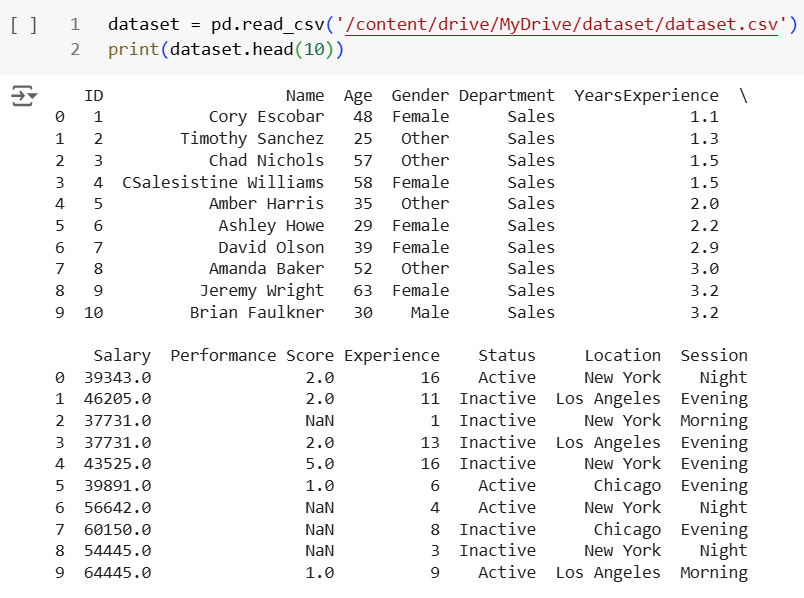 [ ] 1 dataset = pd.read_csv('/content/drive/MyDrive/dataset/dataset.csv')
2 print(dataset.head(10))
ID Name Age Gender Department YearsExperience \
0 1 Cory Escobar 48 Female Sales 1.1
1 2 Timothy Sanchez 25 Other Sales 1.3
2 3 Chad Nichols 57 Other Sales 1.5
3 4 CSalesistine Williams 58 Female Sales 1.5
4 5 Amber Harris 35 Other Sales 2.0
5 6 Ashley Howe 29 Female Sales 2.2
6 7 David Olson 39 Female Sales 2.9
7 8 Amanda Baker 52 Other Sales 3.0
8 9 Jeremy Wright 63 Female Sales 3.2
9 10 Brian Faulkner 30 Male Sales 3.2
Salary Performance Score Experience Status Location Session
0 39343.0 2.0 16 Active New York Night
1 46205.0 2.0 11 Inactive Los Angeles Evening
2 37731.0 NaN 1 Inactive New York Morning
3 37731.0 2.0 13 Inactive Los Angeles Evening
4 43525.0 5.0 16 Inactive New York Evening
5 39891.0 1.0 6 Active Chicago Evening
6 56642.0 NaN 4 Active New York Night
7 60150.0 NaN 8 Inactive Chicago Evening
8 54445.0 NaN 3 Inactive New York Night
9 64445.0 1.0 9 Active Los Angeles Morning